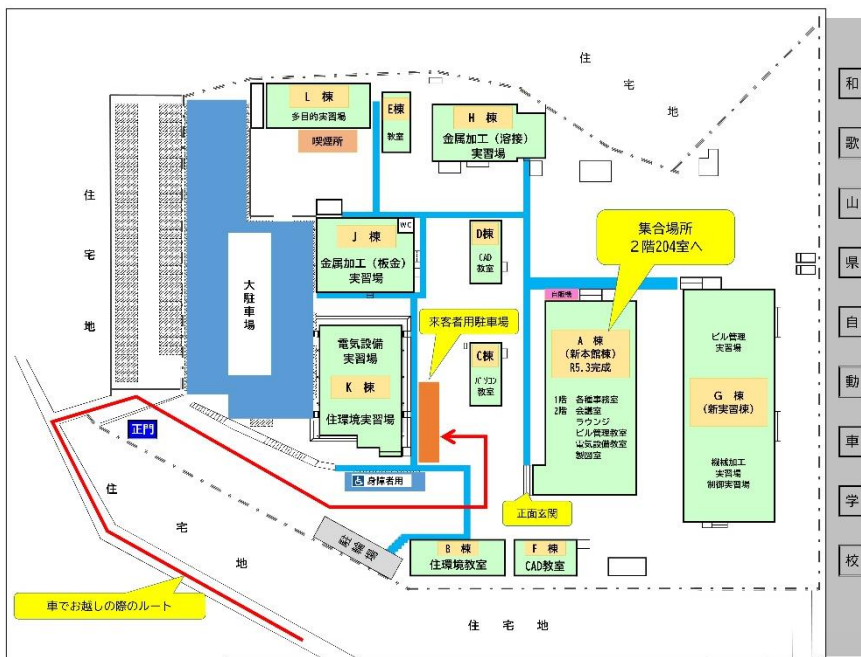 住宅地
和歌山県自動車学校
L 棟
多目的実習場
喫煙所
E棟
教室
H 棟
金属加工（溶接）
実習場
集合場所
２階204室へ
住宅地
J 棟
WC
金属加工（板金）
実習場
D棟
CAD
教室
大駐車場
来客者用駐車場
自販機
A 棟
（新本館棟）
R5.3完成
1階 各種事務室
2階 会議室
ラウンジ
ビル管理教室
電気設備教室
製図室
ビル管理
実習場
G 棟
（新実習棟）
機械加工
実習場
制御実習場
電気設備
実習場
K 棟
住環境実習場
C棟
パソコン
教室
正門
身障者用
正面玄関
住宅地
駐輪場
B 棟
住環境教室
F 棟
CAD教室
車でお越しの際のルート
住宅地